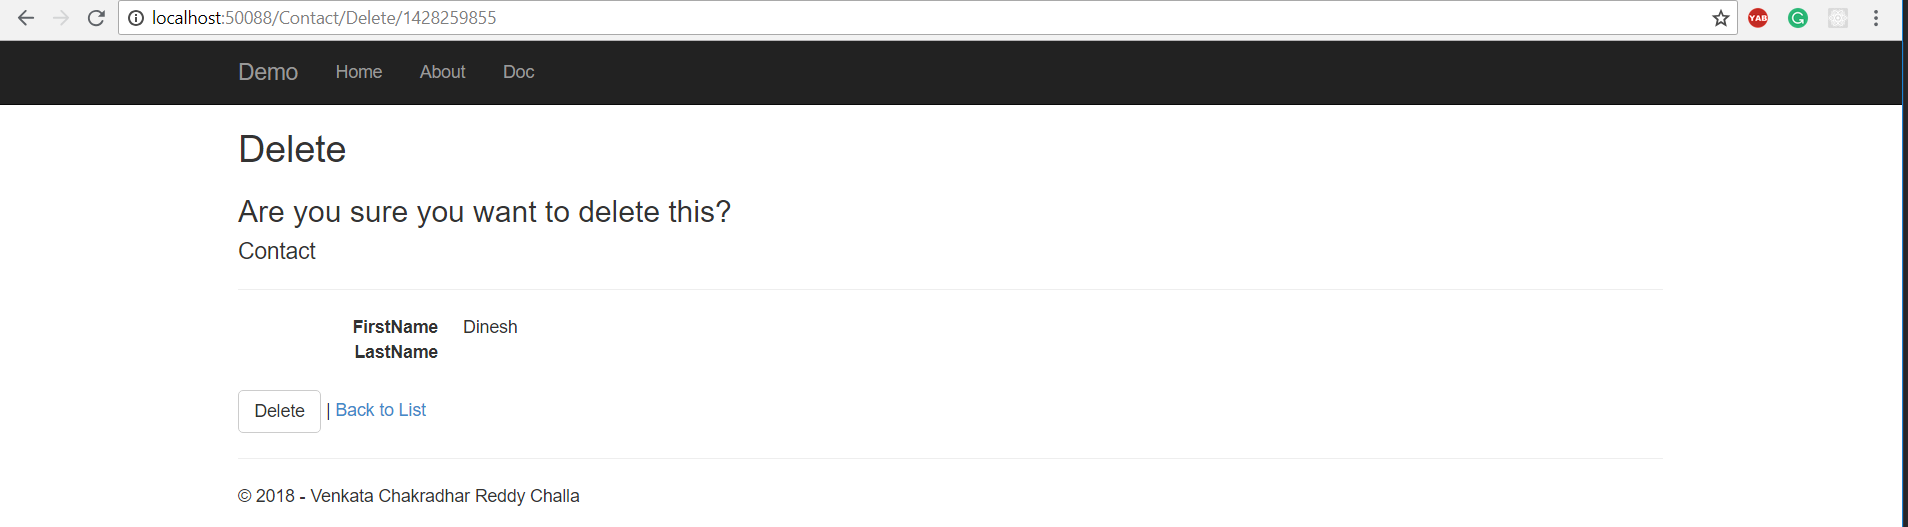 localhost:50088/Contact/Delete/1428259855
YAB
G
Demo Home About Doc
Delete
Are you sure you want to delete this?
Contact
FirstName Dinesh
LastName
Delete | Back to List
© 2018 - Venkata Chakradhar Reddy Challa